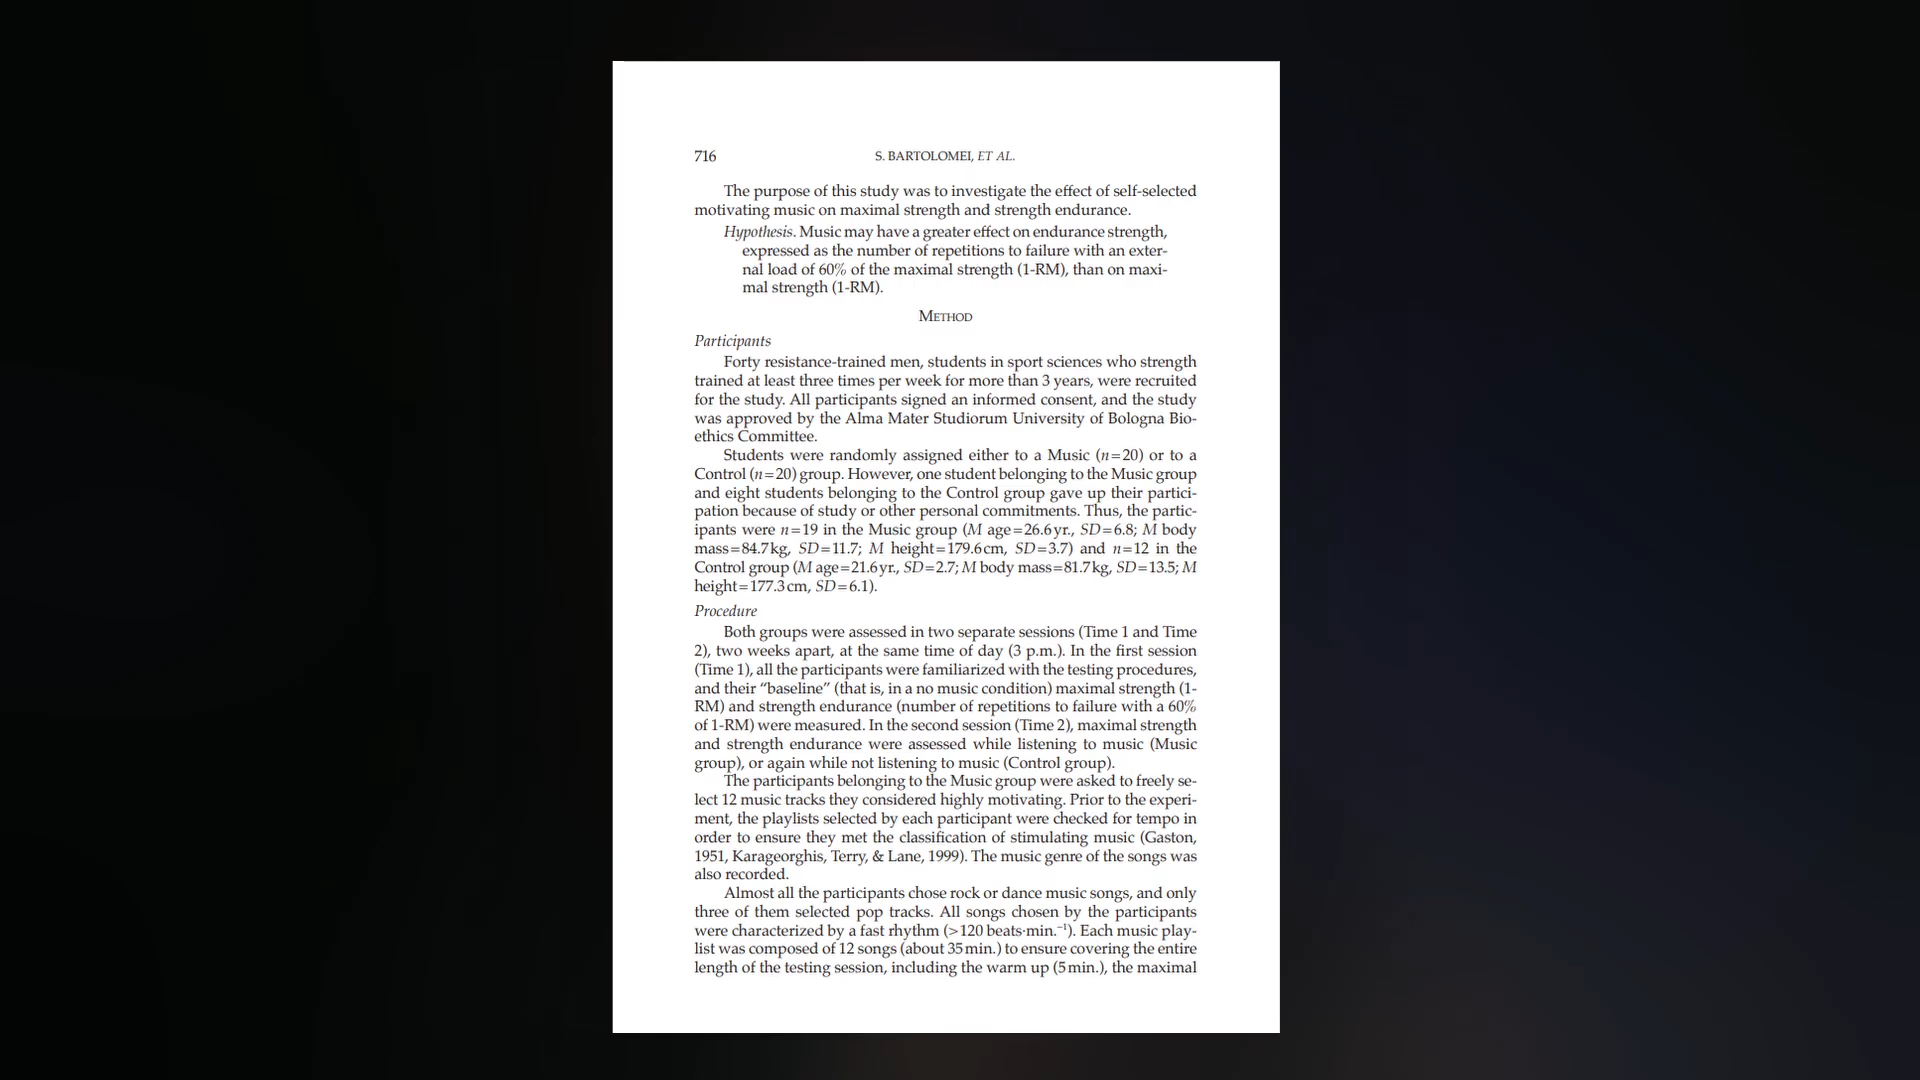 716
S. BARTOLOMEI, ET AL.
The purpose of this study was to investigate the effect of self-selected
motivating music on maximal strength and strength endurance.
Hypothesis. Music may have a greater effect on endurance strength,
expressed as the number of repetitions to failure with an exter-
nal load of 60% of the maximal strength (1-RM), than on maxi-
mal strength (1-RM).
METHOD
Participants
Forty resistance-trained men, students in sport sciences who strength
trained at least three times per week for more than 3 years, were recruited
for the study. All participants signed an informed consent, and the study
was approved by the Alma Mater Studiorum University of Bologna Bio-
ethics Committee.
Students were randomly assigned either to a Music (n=20) or to a
Control (n=20) group. However, one student belonging to the Music group
and eight students belonging to the Control group gave up their partici-
pation because of study or other personal commitments. Thus, the partic-
ipants were n=19 in the Music group (M age=26.6yr., SD=6.8; M body
mass=84.7kg, SD=11.7; M height=179.6cm, SD=3.7) and n=12 in the
Control group (M age=21.6yr., SD=2.7; M body mass=81.7kg, SD=13.5; M
height=177.3cm, SD=6.1).
Procedure
Both groups were assessed in two separate sessions (Time 1 and Time
2), two weeks apart, at the same time of day (3 p.m.). In the first session
(Time 1), all the participants were familiarized with the testing procedures,
and their “baseline” (that is, in a no music condition) maximal strength (1-
RM) and strength endurance (number of repetitions to failure with a 60%
of 1-RM) were measured. In the second session (Time 2), maximal strength
and strength endurance were assessed while listening to music (Music
group), or again while not listening to music (Control group).
The participants belonging to the Music group were asked to freely se-
lect 12 music tracks they considered highly motivating. Prior to the experi-
ment, the playlists selected by each participant were checked for tempo in
order to ensure they met the classification of stimulating music (Gaston,
1951, Karageorghis, Terry, & Lane, 1999). The music genre of the songs was
also recorded.
Almost all the participants chose rock or dance music songs, and only
three of them selected pop tracks. All songs chosen by the participants
were characterized by a fast rhythm (>120 beats·min.⁻¹). Each music play-
list was composed of 12 songs (about 35min.) to ensure covering the entire
length of the testing session, including the warm up (5min.), the maximal